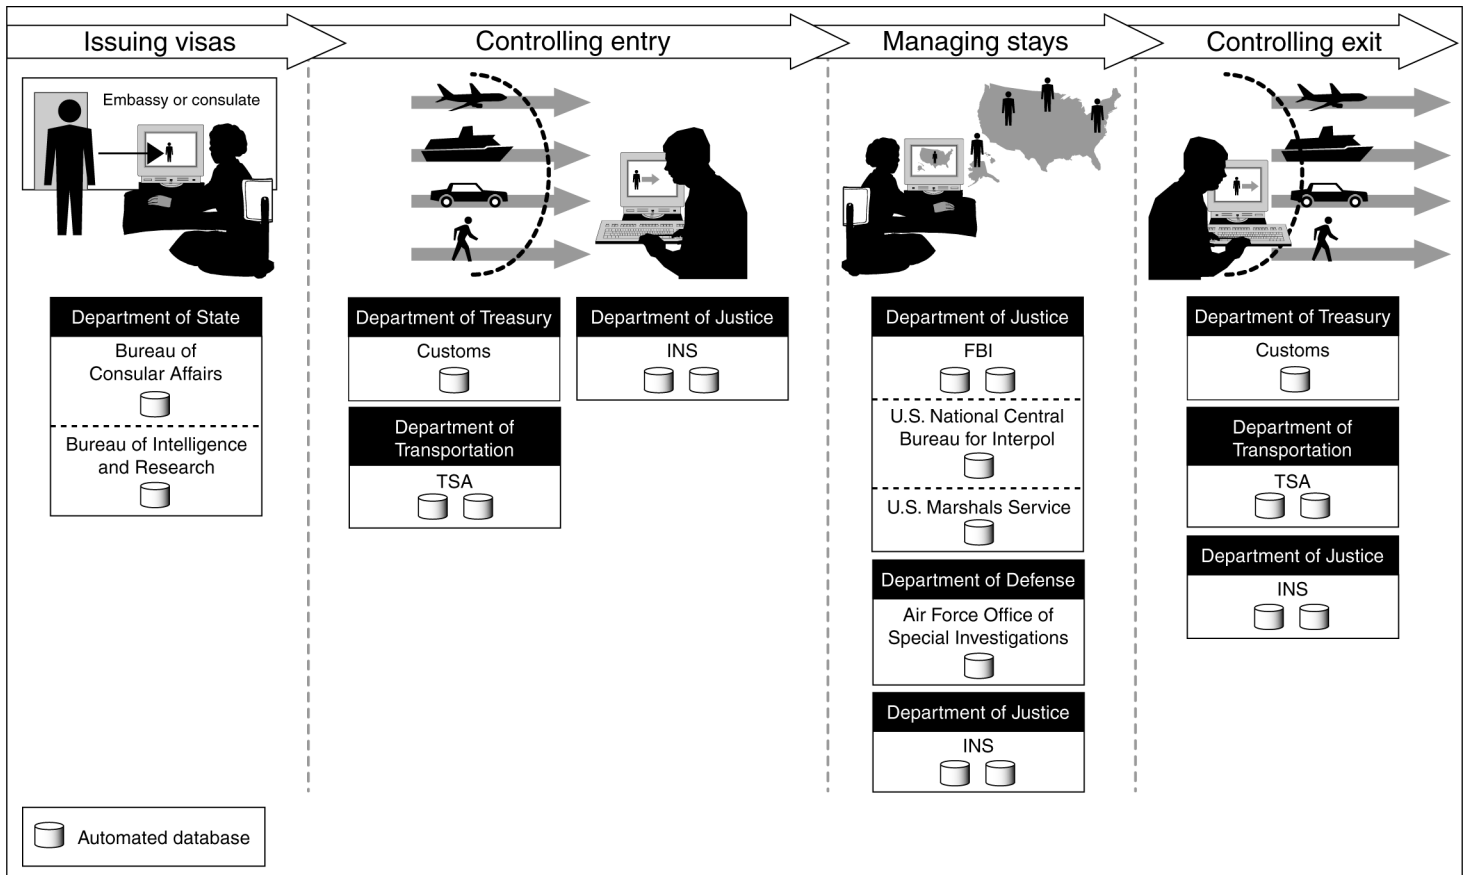 Issuing visas
Controlling entry
Managing stays
Controlling exit
Embassy or consulate
Department of State
Bureau of
Consular Affairs
Bureau of Intelligence
and Research
Department of Treasury
Customs
Department of
Transportation
TSA
Department of Justice
INS
Department of Justice
FBI
U.S. National Central
Bureau for Interpol
U.S. Marshals Service
Department of Defense
Air Force Office of
Special Investigations
Department of Justice
INS
Department of Treasury
Customs
Department of
Transportation
TSA
Department of Justice
INS
Automated database